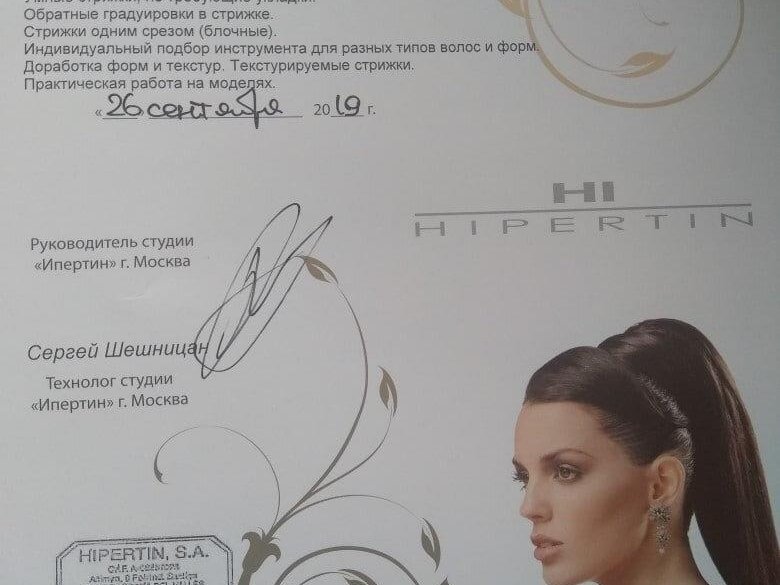 Обратные градуировки в стрижке.
Стрижки одним срезом (блочные).
Индивидуальный подбор инструмента для разных типов волос и форм.
Доработка форм и текстур. Текстурируемые стрижки.
Практическая работа на моделях.
«26 сентября 2019 г.
HI
HIPERTIN
Руководитель студии
«Ипертин» г. Москва
Сергей Шешницан
Технолог студии
«Ипертин» г. Москва
HIPERTIN, S.A.